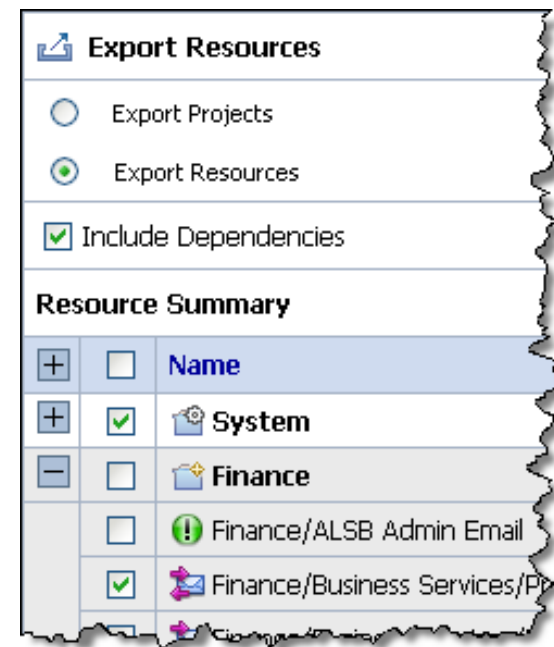 Export Resources
Export Projects
Export Resources
Include Dependencies
Resource Summary
Name
System
Finance
Finance/ALSB Admin Email
Finance/Business Services/